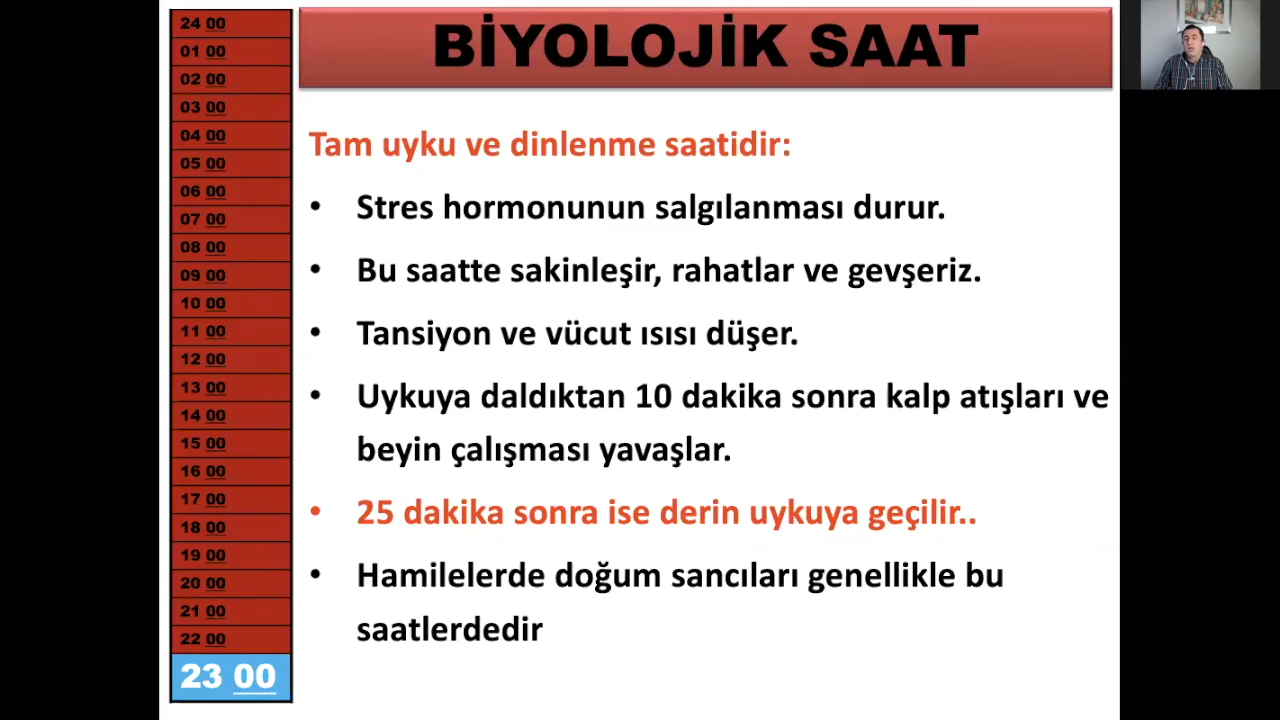 24 00
01 00
02 00
03 00
04 00
05 00
06 00
07 00
08 00
09 00
10 00
11 00
12 00
13 00
14 00
15 00
16 00
17 00
18 00
19 00
20 00
21 00
22 00
23 00
BİYOLOJİK SAAT
Tam uyku ve dinlenme saatidir:
• Stres hormonunun salgılanması durur.
• Bu saatte sakinleşir, rahatlar ve gevşeriz.
• Tansiyon ve vücut ısısı düşer.
• Uykuya daldıktan 10 dakika sonra kalp atışları ve
beyin çalışması yavaşlar.
• 25 dakika sonra ise derin uykuya geçilir..
• Hamilelerde doğum sancıları genellikle bu
saatlerdedir